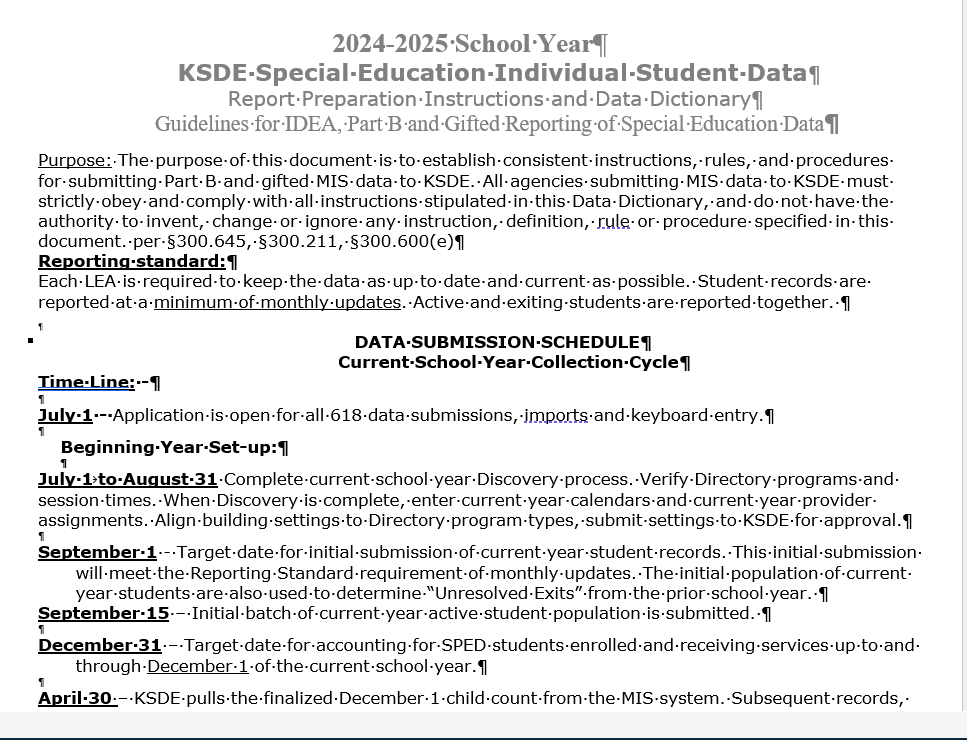 2024-2025 School Year¶
KSDE Special Education Individual Student Data¶
Report Preparation Instructions and Data Dictionary¶
Guidelines for IDEA, Part B and Gifted Reporting of Special Education Data¶
Purpose: The purpose of this document is to establish consistent instructions, rules, and procedures
for submitting Part B and gifted MIS data to KSDE. All agencies submitting MIS data to KSDE must
strictly obey and comply with all instructions stipulated in this Data Dictionary, and do not have the
authority to invent, change or ignore any instruction, definition, rule or procedure specified in this
document. per §300.645, §300.211, §300.600(e)¶
Reporting standard:¶
Each LEA is required to keep the data as up to date and current as possible. Student records are
reported at a minimum of monthly updates. Active and exiting students are reported together. ¶
¶
DATA SUBMISSION SCHEDULE¶
Current School Year Collection Cycle¶
Time Line: -¶
¶
July 1 - Application is open for all 618 data submissions, imports and keyboard entry.¶
¶
Beginning Year Set-up:¶
¶
July 1 to August 31 Complete current school year Discovery process. Verify Directory programs and
session times. When Discovery is complete, enter current year calendars and current year provider
assignments. Align building settings to Directory program types, submit settings to KSDE for approval.¶
¶
September 1 - Target date for initial submission of current year student records. This initial submission
will meet the Reporting Standard requirement of monthly updates. The initial population of current
year students are also used to determine “Unresolved Exits” from the prior school year. ¶
September 15 – Initial batch of current year active student population is submitted. ¶
¶
December 31 – Target date for accounting for SPED students enrolled and receiving services up to and
through December 1 of the current school year.¶
¶
April 30 – KSDE pulls the finalized December 1 child count from the MIS system. Subsequent records,